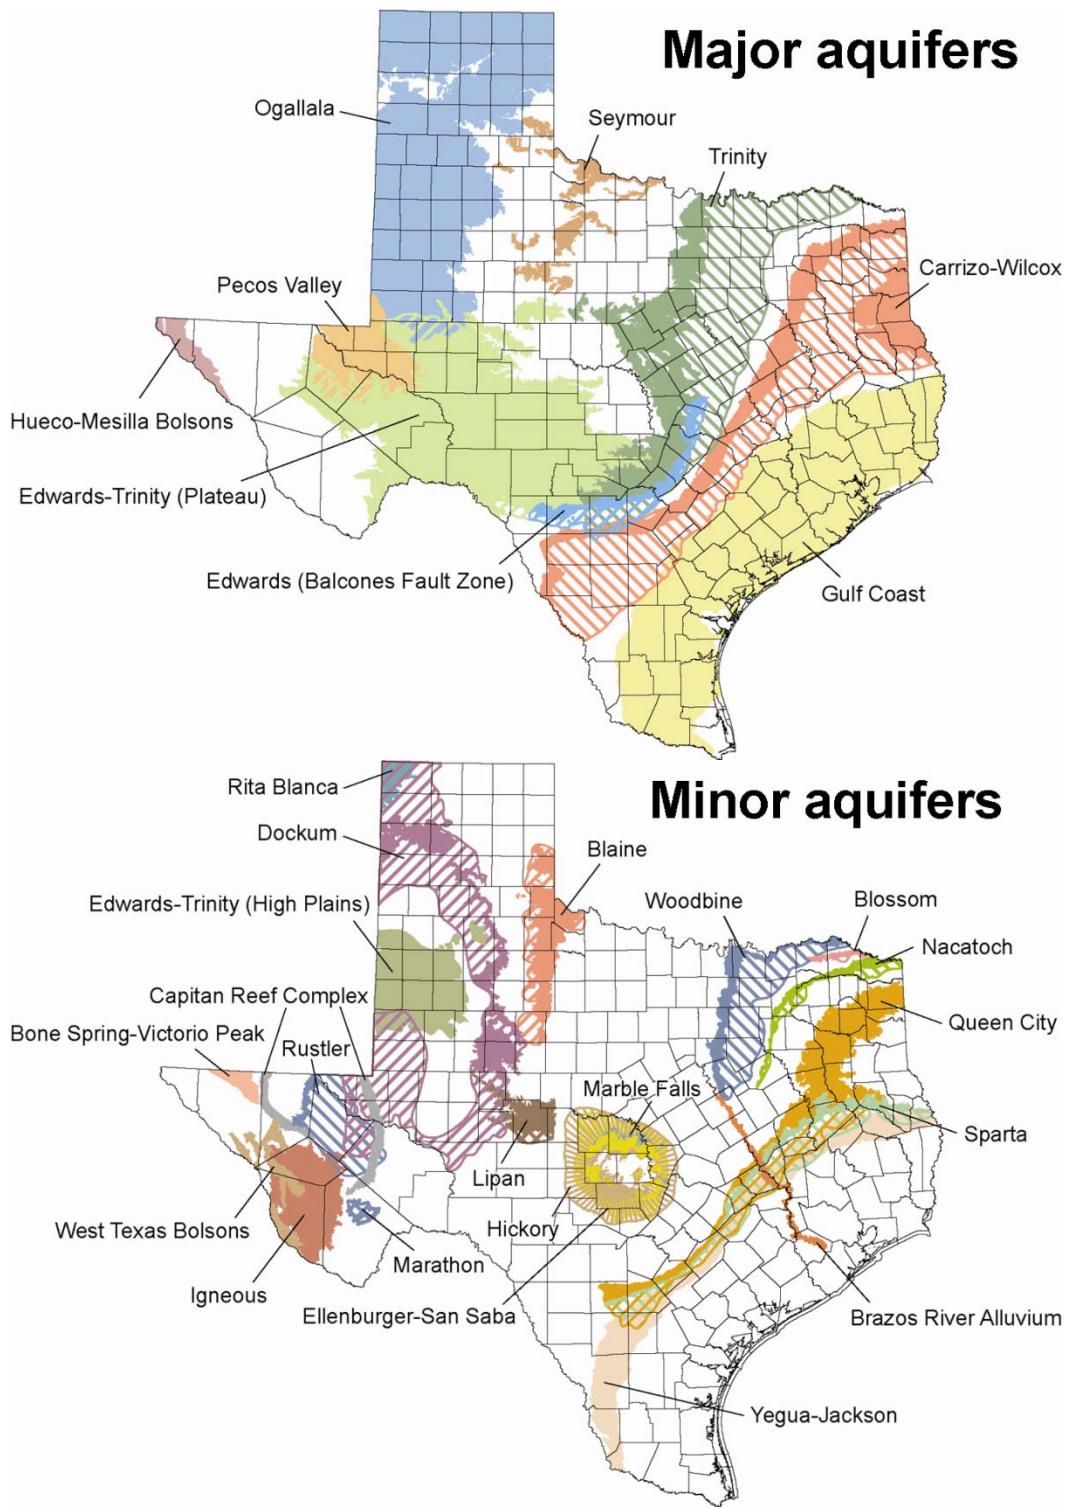 Major aquifers
Ogallala
Seymour
Trinity
Carrizo-Wilcox
Pecos Valley
Hueco-Mesilla Bolsons
Edwards-Trinity (Plateau)
Edwards (Balcones Fault Zone)
Gulf Coast
Minor aquifers
Rita Blanca
Dockum
Blaine
Edwards-Trinity (High Plains)
Woodbine
Blossom
Nacatoch
Capitan Reef Complex
Queen City
Bone Spring-Victorio Peak
Rustler
Marble Falls
Sparta
Lipan
West Texas Bolsons
Hickory
Marathon
Igneous
Ellenburger-San Saba
Brazos River Alluvium
Yegua-Jackson